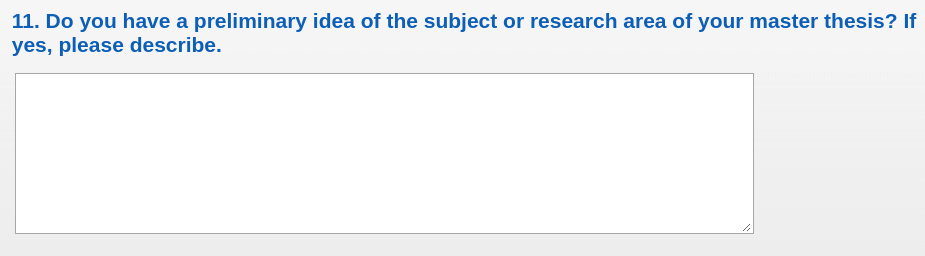 11. Do you have a preliminary idea of the subject or research area of your master thesis? If
yes, please describe.